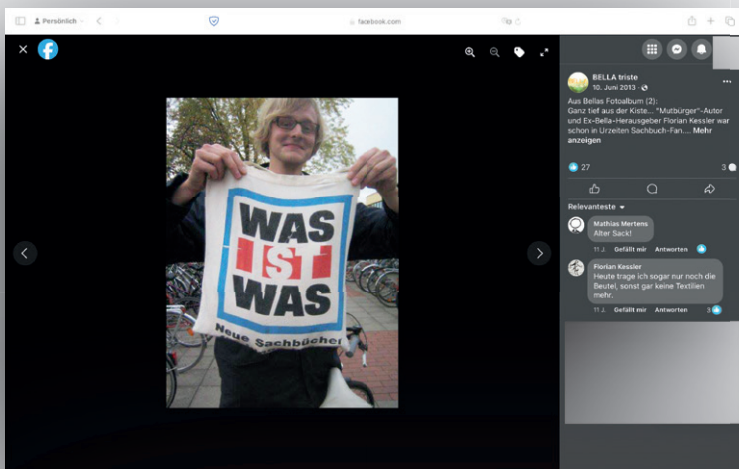 Persönlich
facebook.com
BELLA triste
10. Juni 2013 ·
Aus Bellas Fotoalbum (2):
Ganz tief aus der Kiste... "Mutbürger"-Autor
und Ex-Bella-Herausgeber Florian Kessler war
schon in Urzeiten Sachbuch-Fan.... Mehr
anzeigen
27
3
Relevanteste
Mathias Mertens
Alter Sack!
11 J. Gefällt mir Antworten
Florian Kessler
Heute trage ich sogar nur noch die
Beutel, sonst gar keine Textilien
mehr.
11 J. Gefällt mir Antworten 3
WAS
IST
WAS
Neue Sachbücher